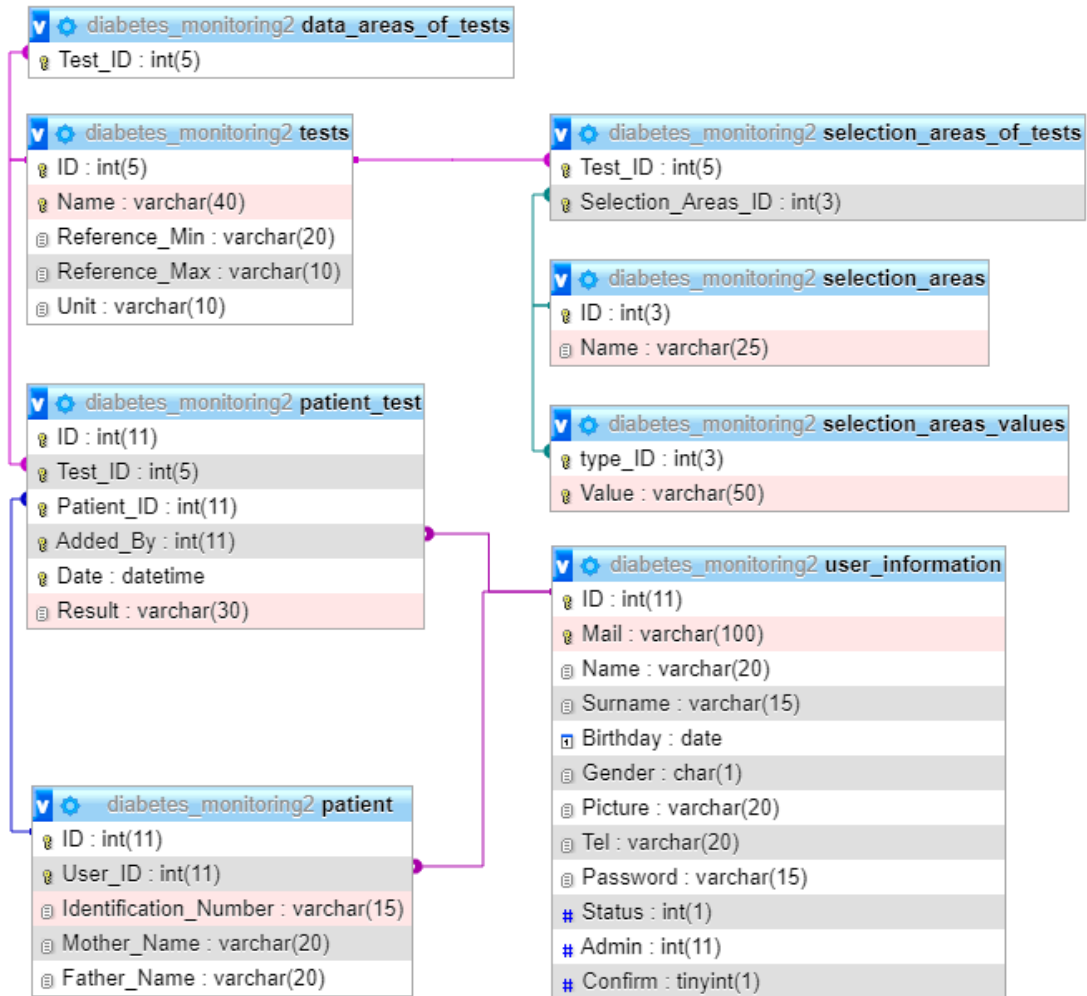 diabetes_monitoring2 data_areas_of_tests
Test_ID : int(5)
diabetes_monitoring2 tests
ID : int(5)
Name : varchar(40)
Reference_Min : varchar(20)
Reference_Max : varchar(10)
Unit : varchar(10)
diabetes_monitoring2 selection_areas_of_tests
Test_ID : int(5)
Selection_Areas_ID : int(3)
diabetes_monitoring2 selection_areas
ID : int(3)
Name : varchar(25)
diabetes_monitoring2 patient_test
ID : int(11)
Test_ID : int(5)
Patient_ID : int(11)
Added_By : int(11)
Date : datetime
Result : varchar(30)
diabetes_monitoring2 selection_areas_values
type_ID : int(3)
Value : varchar(50)
diabetes_monitoring2 user_information
ID : int(11)
Mail : varchar(100)
Name : varchar(20)
Surname : varchar(15)
Birthday : date
Gender : char(1)
Picture : varchar(20)
Tel : varchar(20)
Password : varchar(15)
# Status : int(1)
# Admin : int(11)
# Confirm : tinyint(1)
diabetes_monitoring2 patient
ID : int(11)
User_ID : int(11)
Identification_Number : varchar(15)
Mother_Name : varchar(20)
Father_Name : varchar(20)